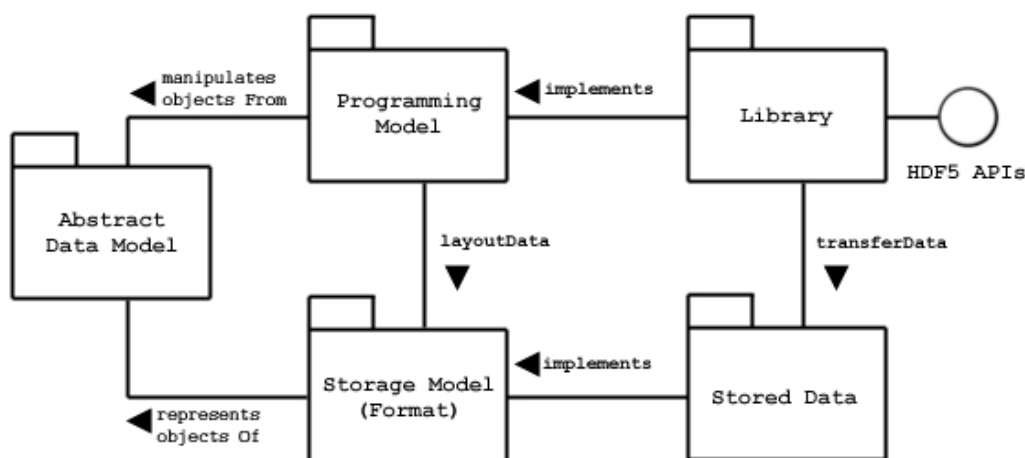 manipulates
objects From
Programming
Model
implements
Library
HDF5 APIs
Abstract
Data Model
layoutData
transferData
Storage Model
(Format)
implements
Stored Data
represents
objects Of